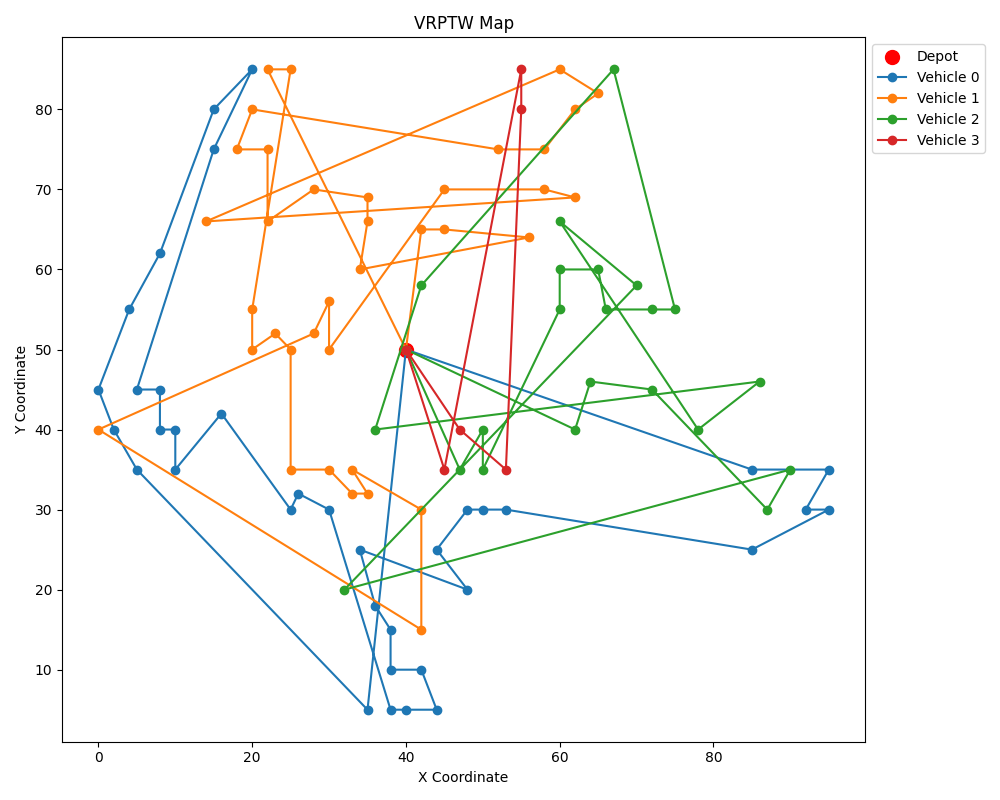 VRPTW Map
Depot
Vehicle 0
Vehicle 1
Vehicle 2
Vehicle 3
Y Coordinate
80
70
60
50
40
30
20
10
0
20
40
60
80
X Coordinate